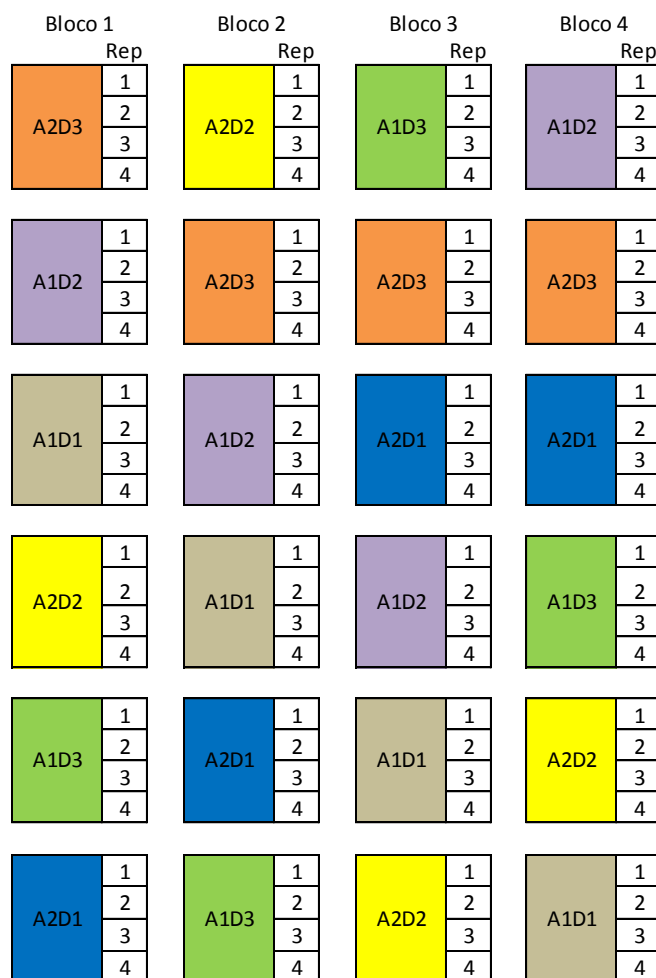 Bloco 1 Bloco 2 Bloco 3 Bloco 4
Rep Rep Rep Rep
1 1 1 1
2 2 2 2
A2D3 A2D2 A1D3 A1D2
3 3 3 3
4 4 4 4
1 1 1 1
2 2 2 2
A1D2 A2D3 A2D3 A2D3
3 3 3 3
4 4 4 4
1 1 1 1
2 2 2 2
A1D1 A1D2 A2D1 A2D1
3 3 3 3
4 4 4 4
1 1 1 1
2 2 2 2
A2D2 A1D1 A1D2 A1D3
3 3 3 3
4 4 4 4
1 1 1 1
2 2 2 2
A1D3 A2D1 A1D1 A2D2
3 3 3 3
4 4 4 4
1 1 1 1
2 2 2 2
A2D1 A1D3 A2D2 A1D1
3 3 3 3
4 4 4 4